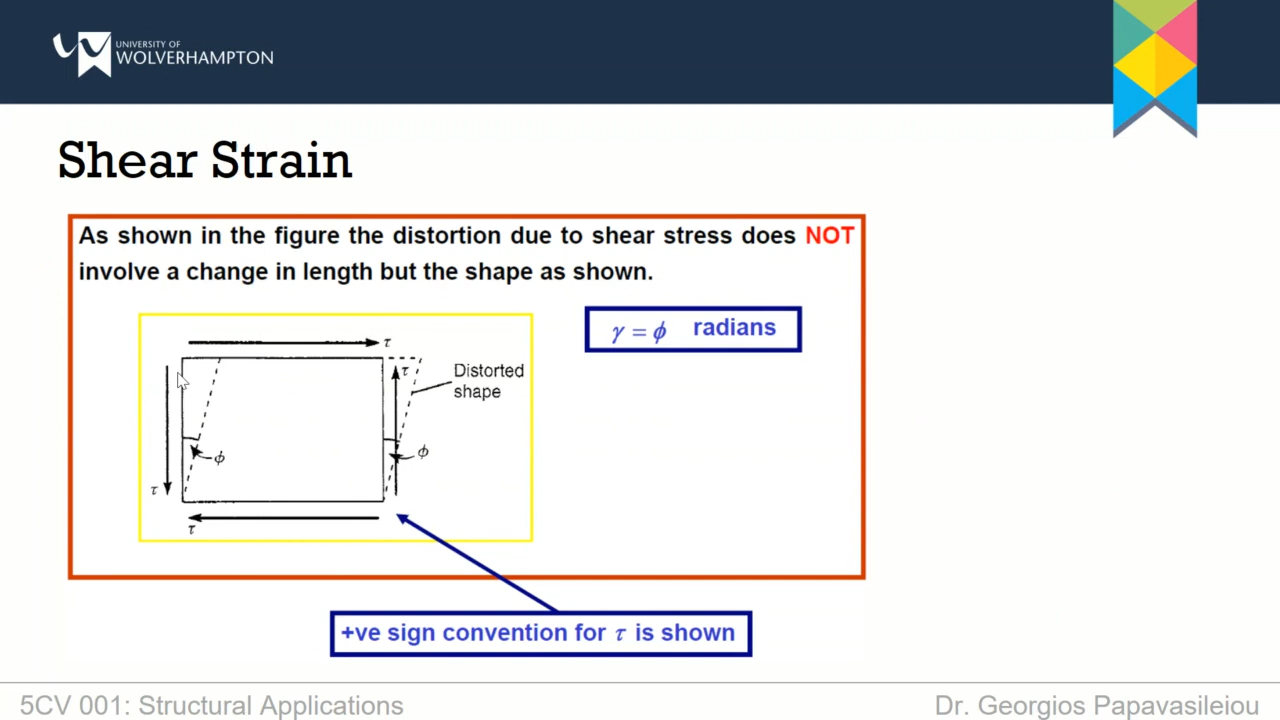 UNIVERSITY OF
WOLVERHAMPTON
Shear Strain
As shown in the figure the distortion due to shear stress does NOT
involve a change in length but the shape as shown.
γ = ϕ radians
τ
τ
Distorted
shape
ϕ
ϕ
τ
τ
+ve sign convention for τ is shown
5CV 001: Structural Applications
Dr. Georgios Papavasileiou